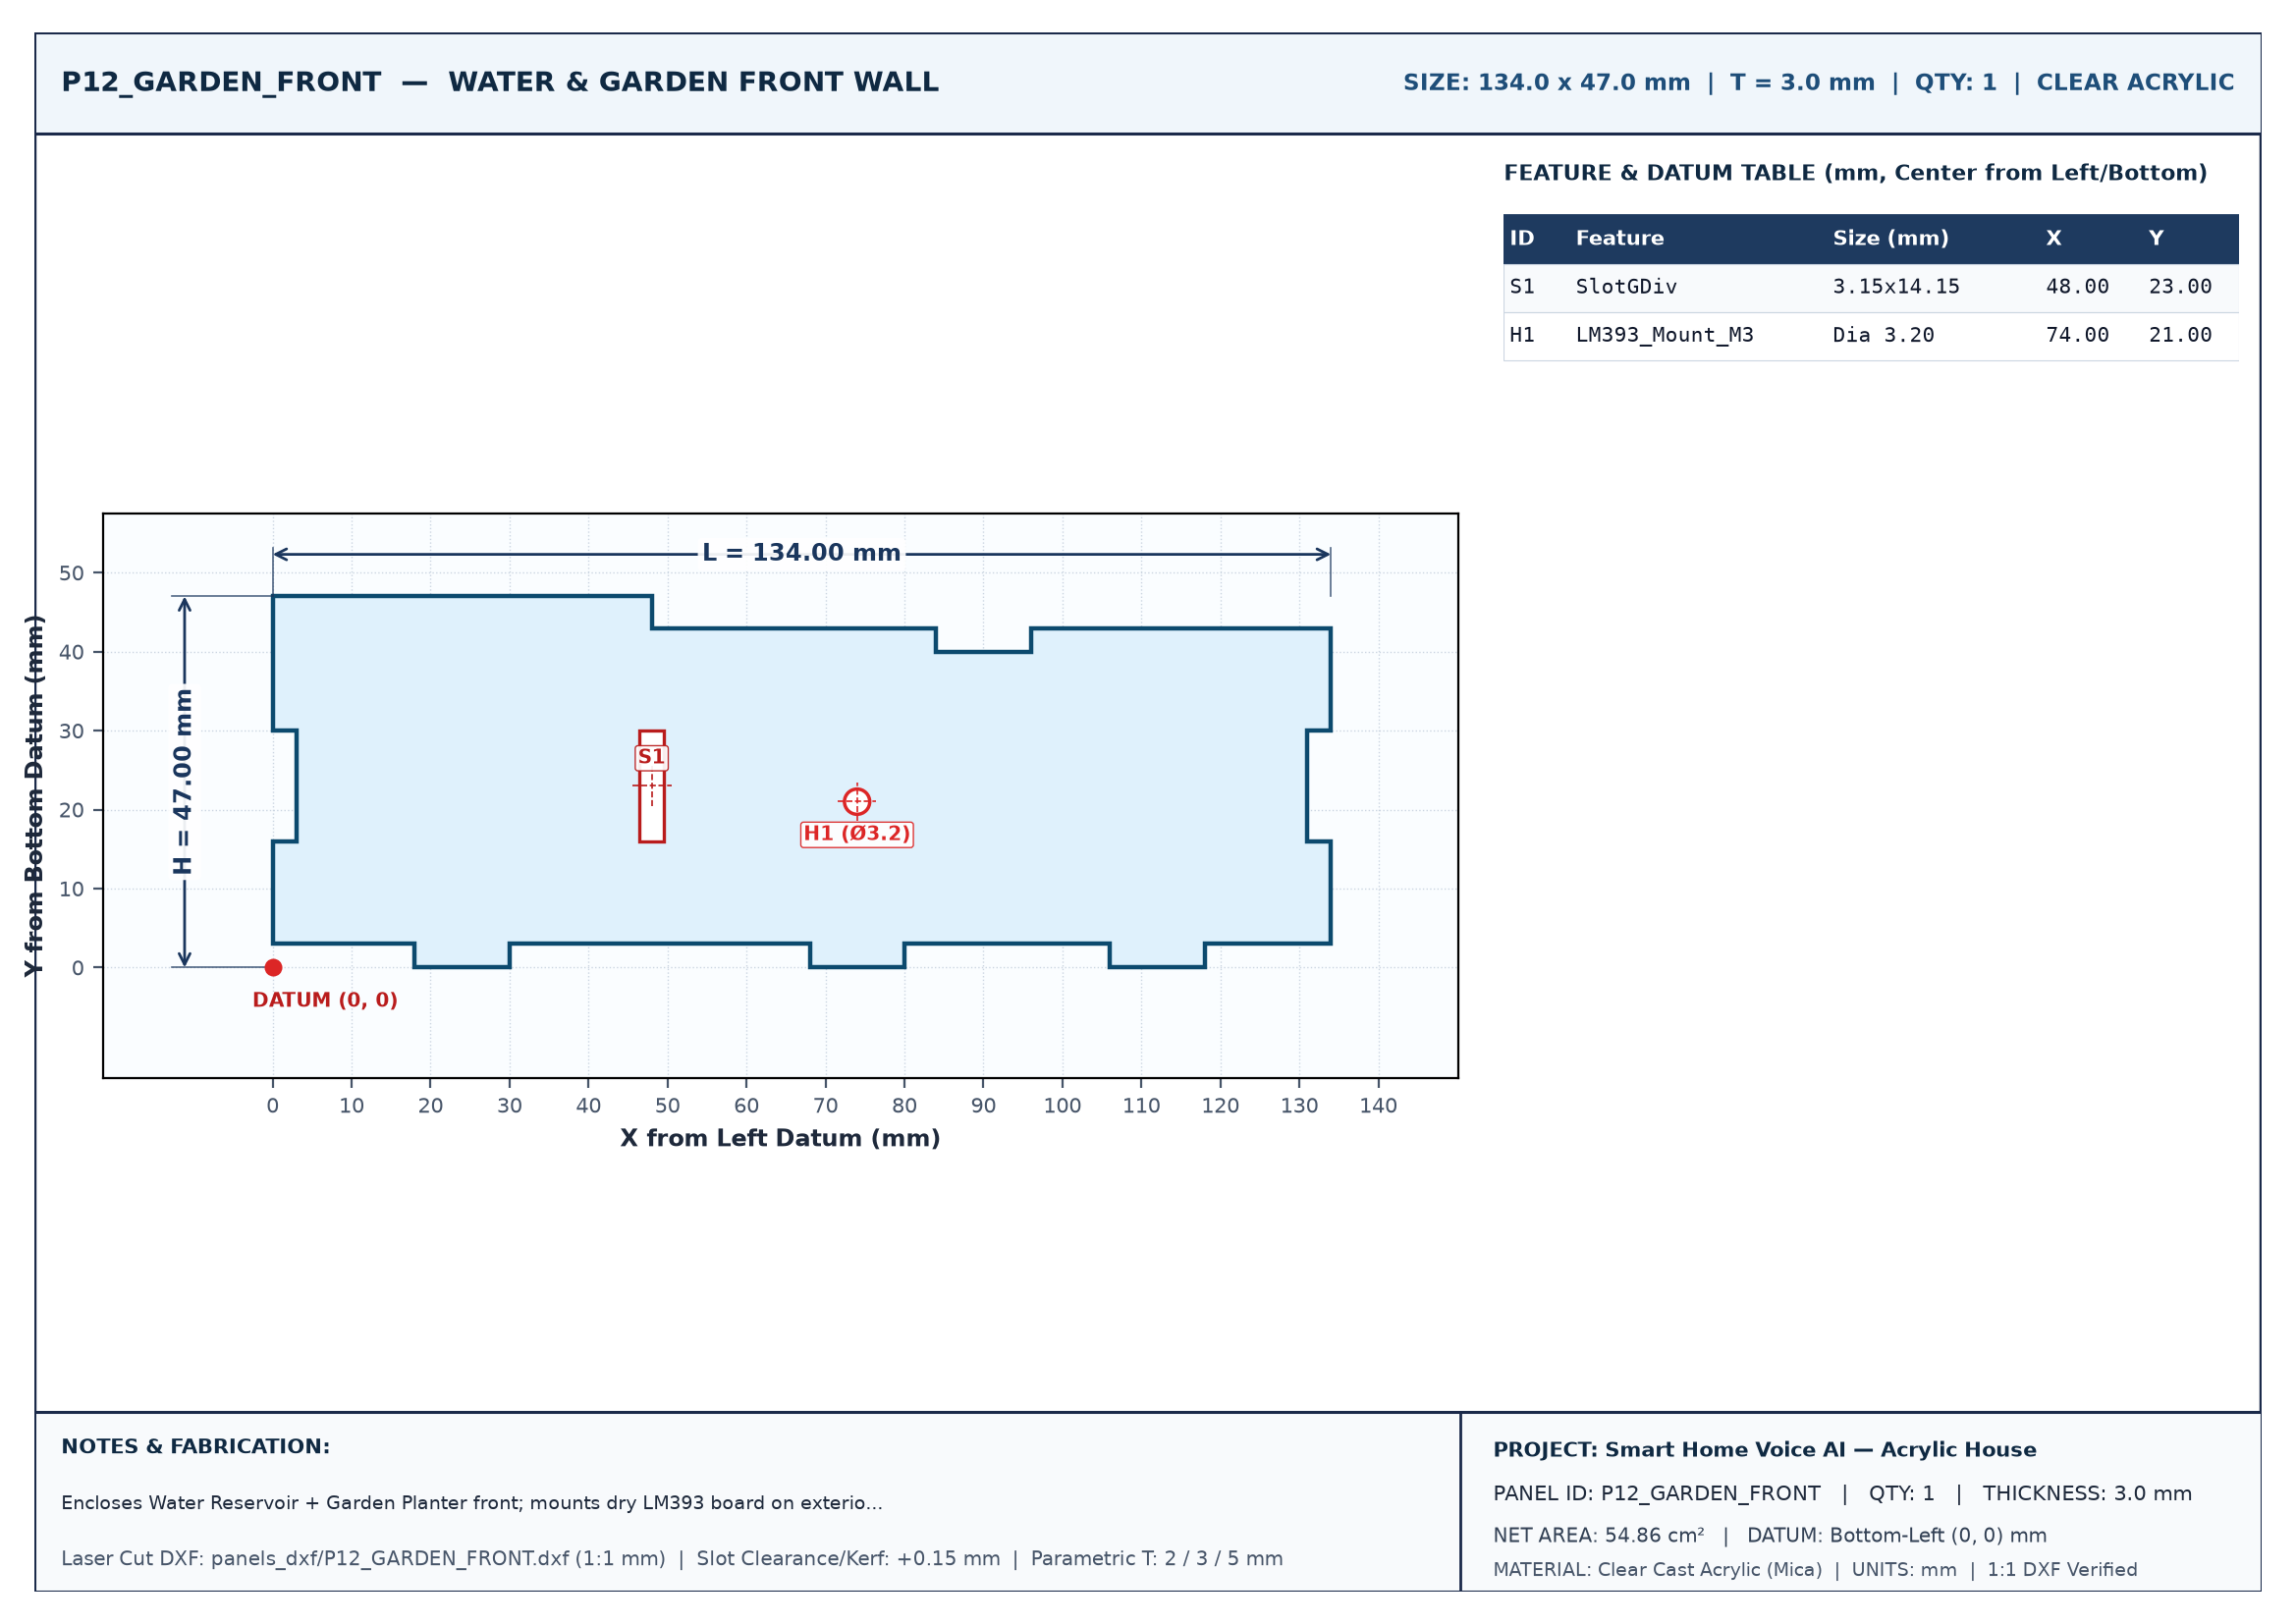 P12_GARDEN_FRONT — WATER & GARDEN FRONT WALL
SIZE: 134.0 x 47.0 mm | T = 3.0 mm | QTY: 1 | CLEAR ACRYLIC
FEATURE & DATUM TABLE (mm, Center from Left/Bottom)
ID Feature Size (mm) X Y
S1 SlotGDiv 3.15x14.15 48.00 23.00
H1 LM393_Mount_M3 Dia 3.20 74.00 21.00
L = 134.00 mm
H = 47.00 mm
Y from Bottom Datum (mm)
50
40
30
20
10
0
S1
H1 (Ø3.2)
DATUM (0, 0)
0 10 20 30 40 50 60 70 80 90 100 110 120 130 140
X from Left Datum (mm)
NOTES & FABRICATION:
Encloses Water Reservoir + Garden Planter front; mounts dry LM393 board on exterio...
Laser Cut DXF: panels_dxf/P12_GARDEN_FRONT.dxf (1:1 mm) | Slot Clearance/Kerf: +0.15 mm | Parametric T: 2 / 3 / 5 mm
PROJECT: Smart Home Voice AI — Acrylic House
PANEL ID: P12_GARDEN_FRONT | QTY: 1 | THICKNESS: 3.0 mm
NET AREA: 54.86 cm² | DATUM: Bottom-Left (0, 0) mm
MATERIAL: Clear Cast Acrylic (Mica) | UNITS: mm | 1:1 DXF Verified